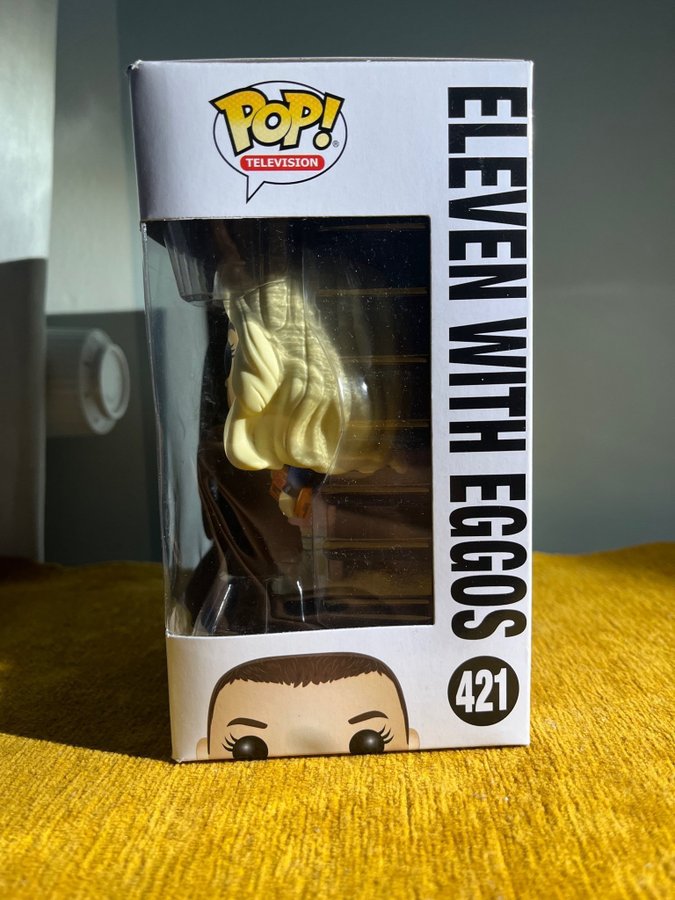 POP!®
TELEVISION
ELEVEN WITH EGGOS
421